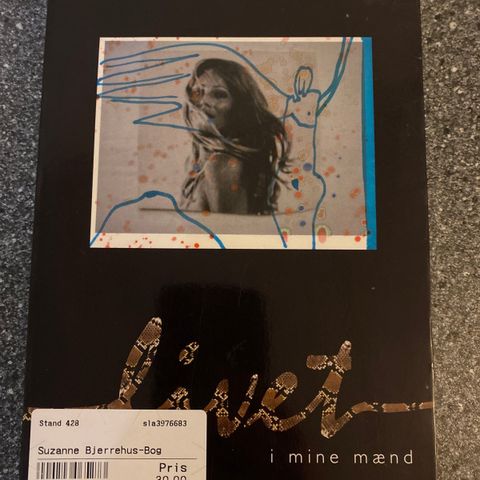 livet
i mine mænd
Stand 428 sla3976683
Suzanne Bjerrehus-Bog
Pris
30,00